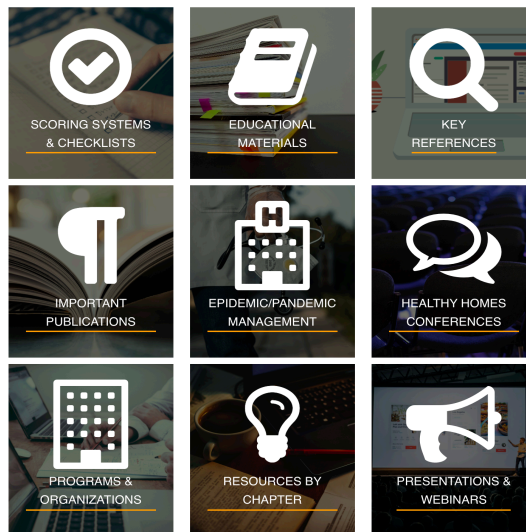 SCORING SYSTEMS
& CHECKLISTS
EDUCATIONAL
MATERIALS
KEY
REFERENCES
IMPORTANT
PUBLICATIONS
H
EPIDEMIC/PANDEMIC
MANAGEMENT
HEALTHY HOMES
CONFERENCES
PROGRAMS &
ORGANIZATIONS
RESOURCES BY
CHAPTER
PRESENTATIONS &
WEBINARS